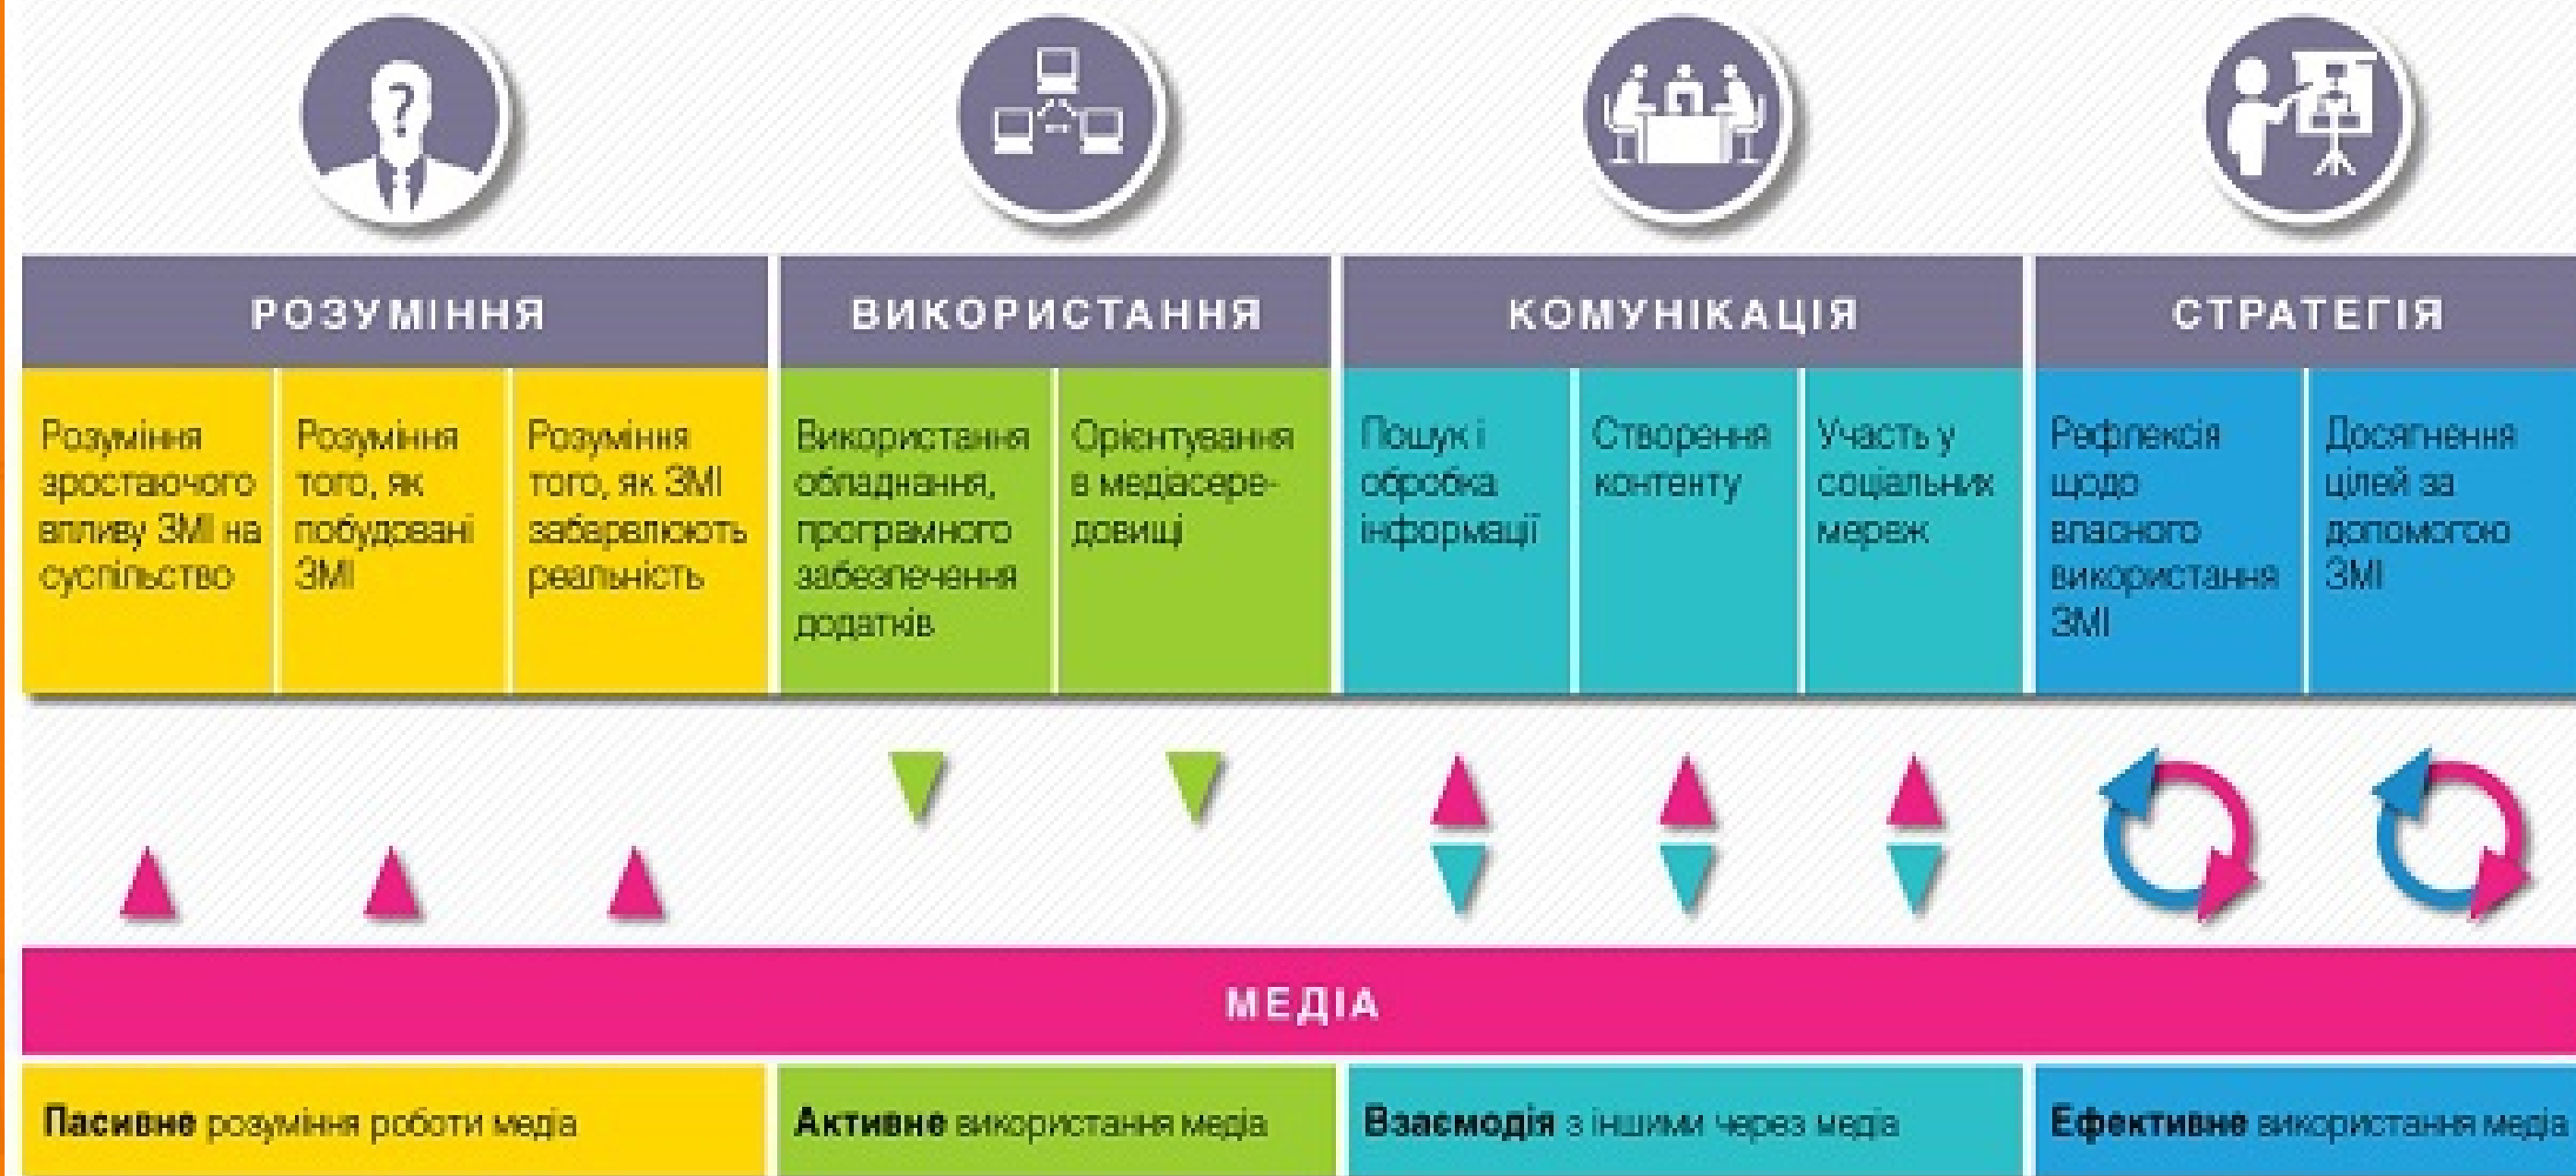 РОЗУМІННЯ
ВИКОРИСТАННЯ
КОМУНІКАЦІЯ
СТРАТЕГІЯ
Розуміння
зростаючого
впливу ЗМІ на
суспільство
Розуміння
того, як
побудовані
ЗМІ
Розуміння
того, як ЗМІ
забарвлюють
реальність
Використання
обладнання,
програмного
забезпечення
додатків
Орієнтування
в медіасере-
довищі
Пошук і
обробка
інформації
Створення
контенту
Участь у
соціальних
мереж
Рефлексія
щодо
власного
використання
ЗМІ
Досягнення
цілей за
допомогою
ЗМІ
МЕДІА
Пасивне розуміння роботи медіа
Активне використання медіа
Взаємодія з іншими через медіа
Ефективне використання медіа